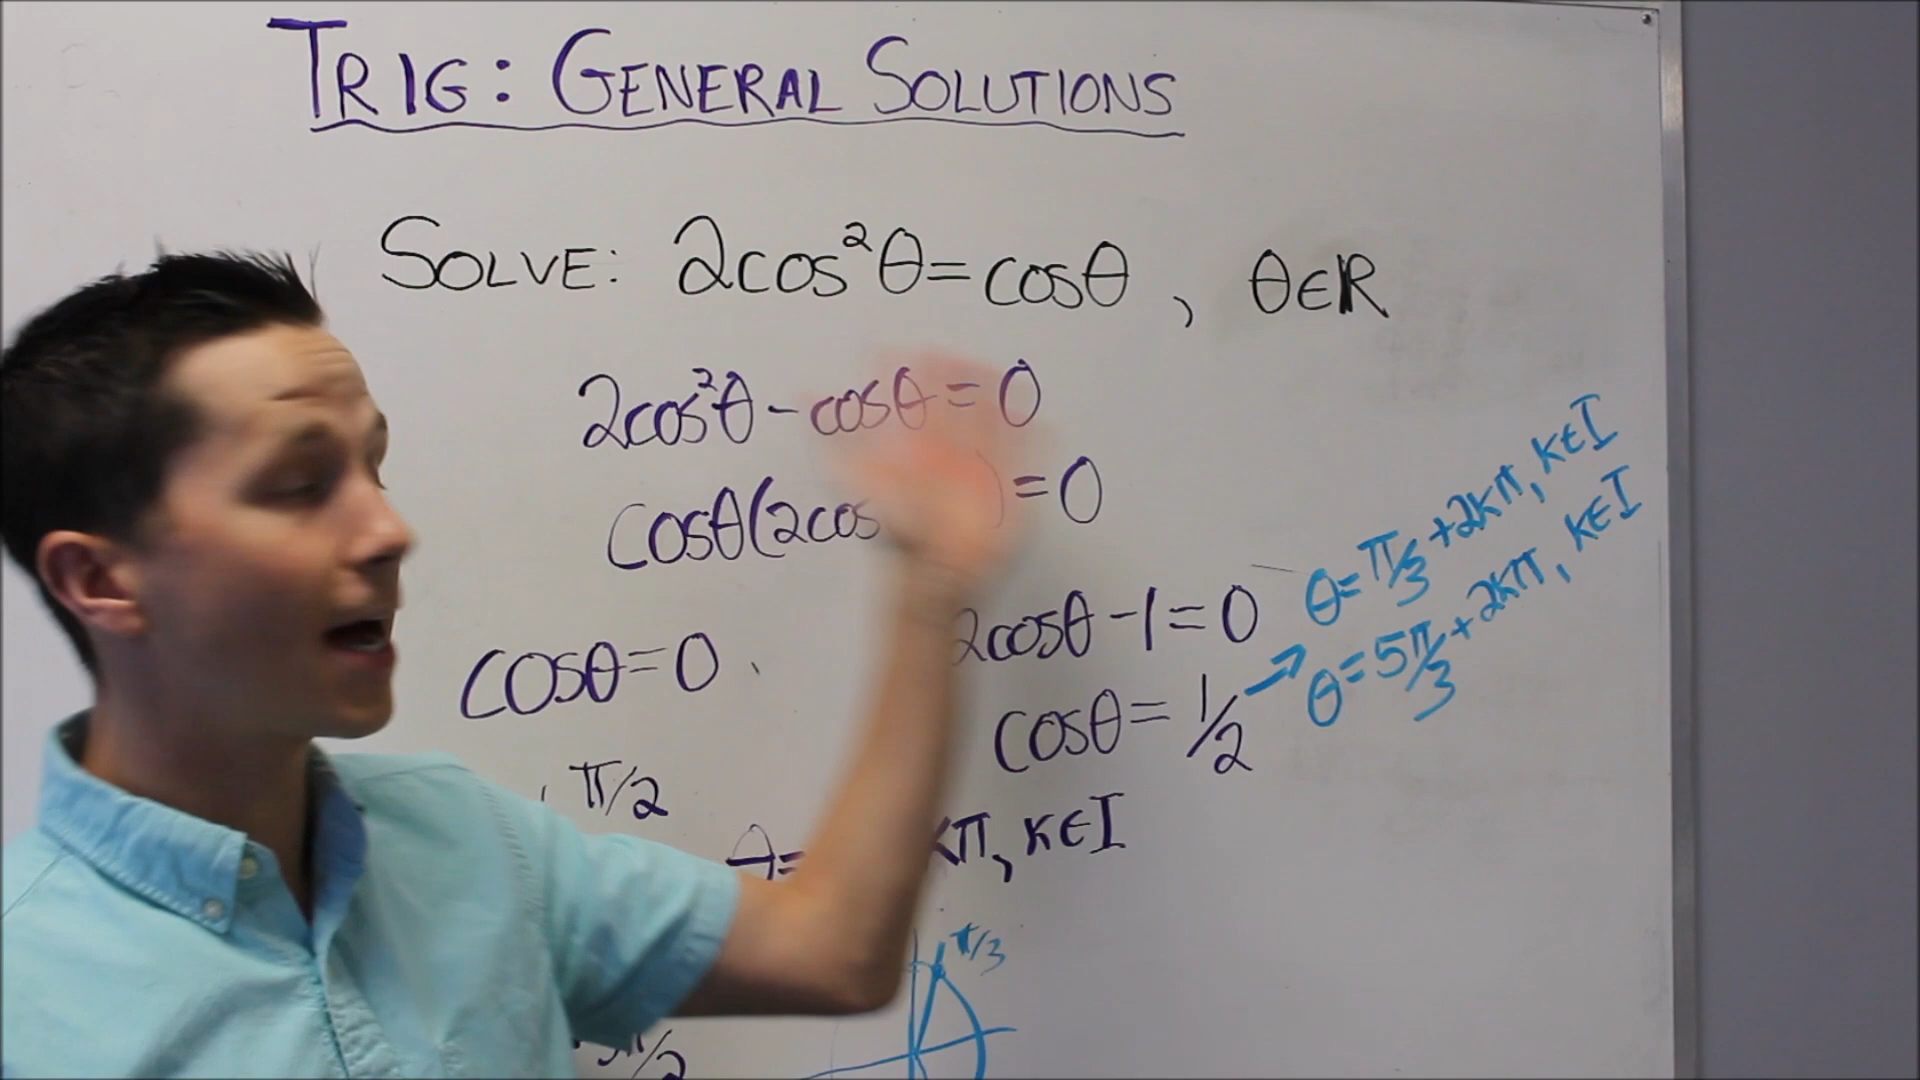 TRIG: GENERAL SOLUTIONS
SOLVE: 2cos²θ=cosθ, θ∈R
2cos²θ-cosθ=0
cosθ(2cos )=0
θ=π/3+2kπ, k∈I
θ=5π/3+2kπ, k∈I
2cosθ-1=0
cosθ=0
cosθ=1/2
π/2
θ= kπ, k∈I
π/3